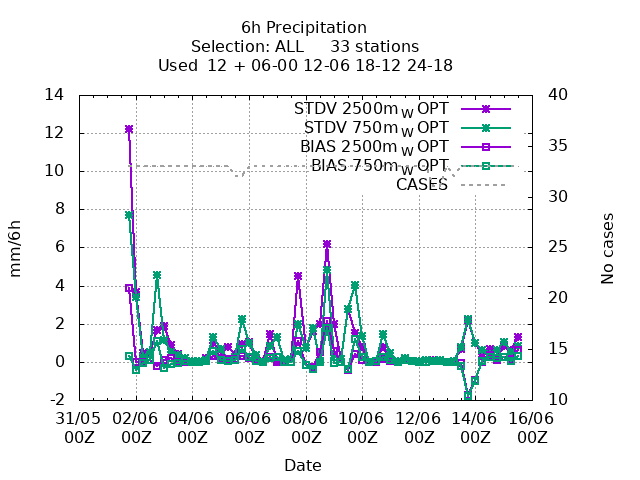 6h Precipitation
Selection: ALL 33 stations
Used 12 + 06-00 12-06 18-12 24-18
STDV 2500m w OPT
STDV 750m w OPT
BIAS 2500m w OPT
BIAS 750m w OPT
CASES
14
12
10
8
6
4
2
0
-2
40
35
30
25
20
15
10
mm/6h
No cases
31/05 02/06 04/06 06/06 08/06 10/06 12/06 14/06 16/06
00Z 00Z 00Z 00Z 00Z 00Z 00Z 00Z 00Z
Date